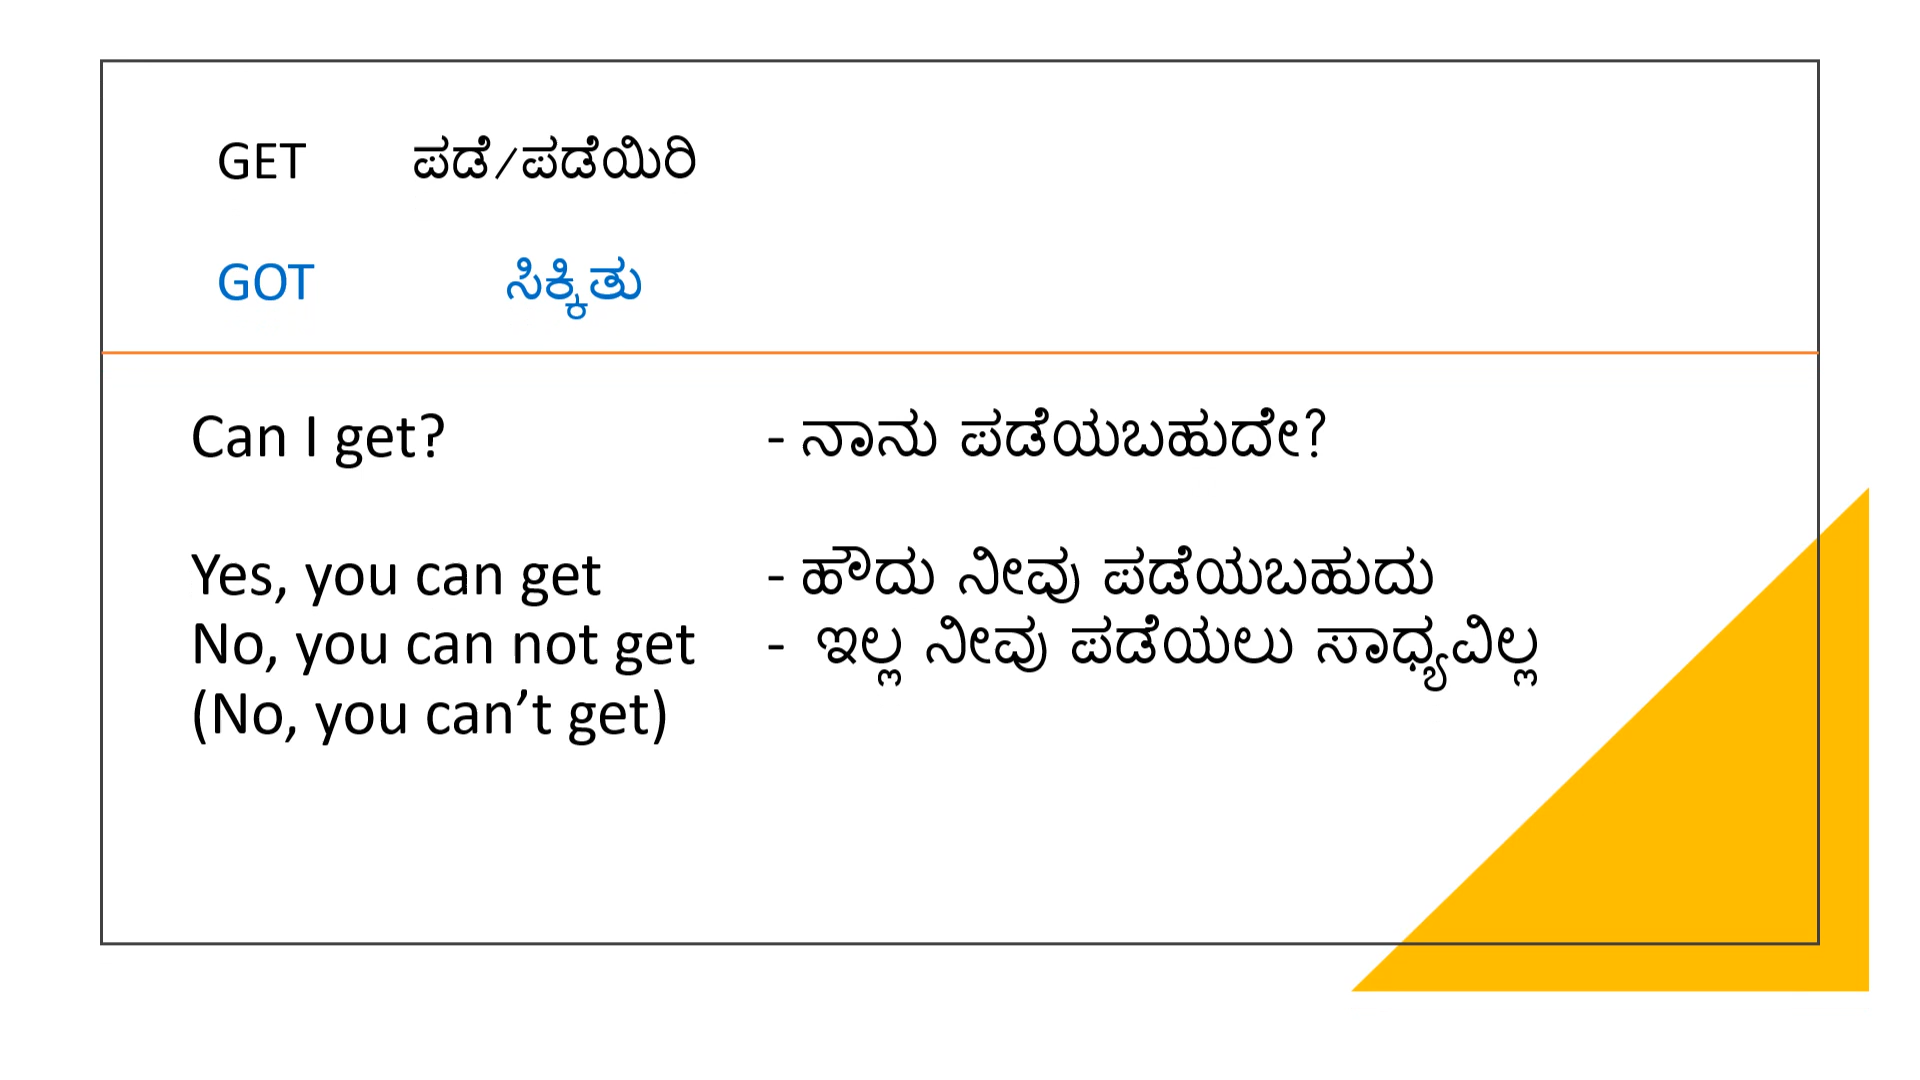 GET ಪಡೆ/ಪಡೆಯಿರಿ
GOT ಸಿಕ್ಕಿತು
Can I get? - ನಾನು ಪಡೆಯಬಹುದೇ?
Yes, you can get - ಹೌದು ನೀವು ಪಡೆಯಬಹುದು
No, you can not get - ಇಲ್ಲ ನೀವು ಪಡೆಯಲು ಸಾಧ್ಯವಿಲ್ಲ
(No, you can’t get)